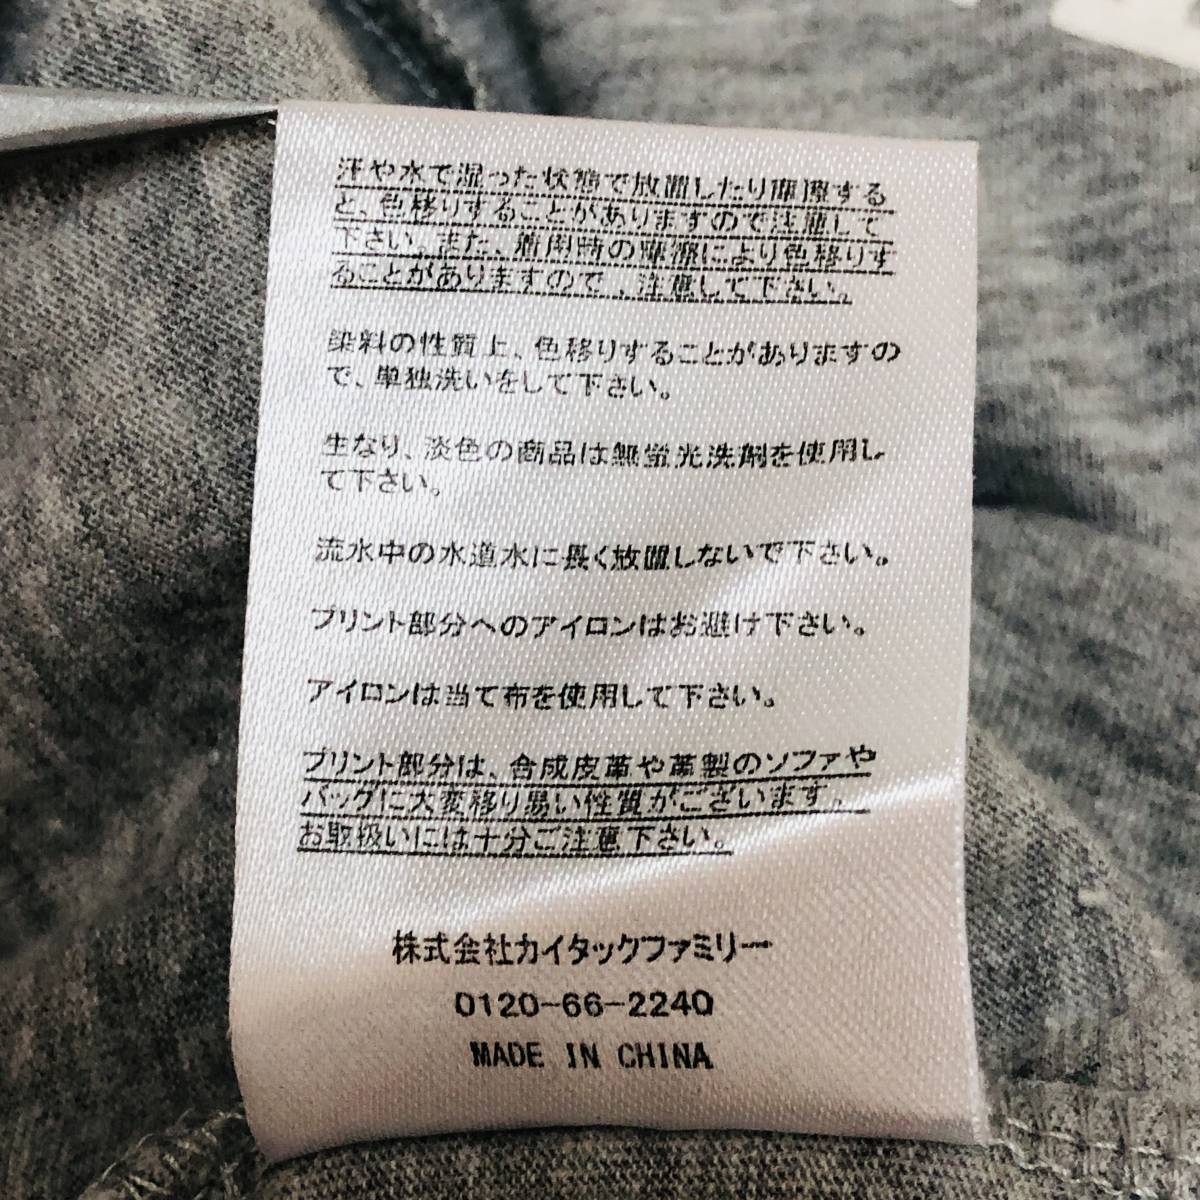 汗や水で湿った状態で放置したり摩擦する
と、色移りすることがありますので注意して
下さい。また、着用時の摩擦により色移りす
ることがありますので、注意して下さい。
染料の性質上、色移りすることがありますの
で、単独洗いをして下さい。
生なり、淡色の商品は無蛍光洗剤を使用し
て下さい。
流水中の水道水に長く放置しないで下さい。
プリント部分へのアイロンはお避け下さい。
アイロンは当て布を使用して下さい。
プリント部分は、合成皮革や革製のソファや
バッグに大変移り易い性質がございます。
お取扱いには十分ご注意下さい。
株式会社カイタックファミリー
0120-66-2240
MADE IN CHINA